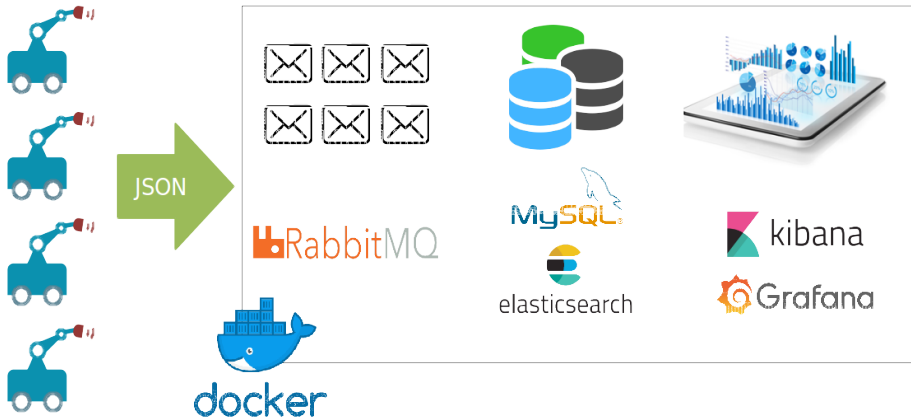 JSON
RabbitMQ
MySQL
elasticsearch
kibana
Grafana
docker